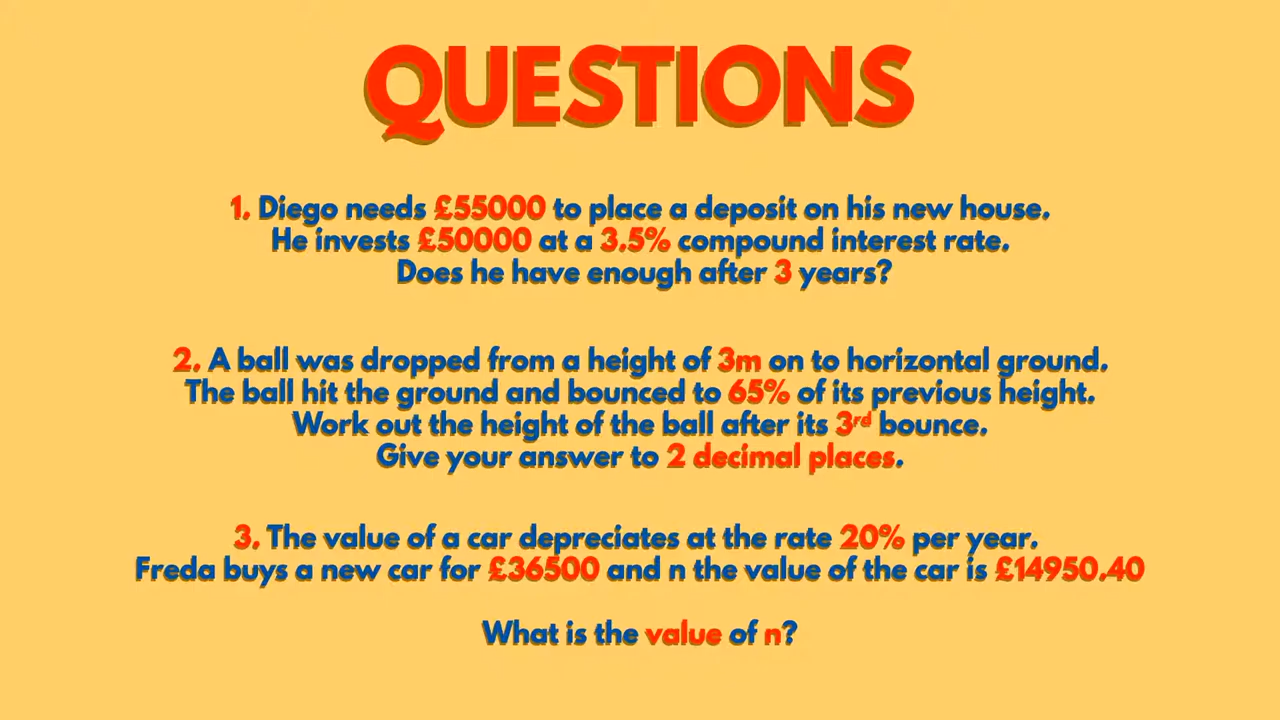 QUESTIONS
1. Diego needs £55000 to place a deposit on his new house.
He invests £50000 at a 3.5% compound interest rate.
Does he have enough after 3 years?
2. A ball was dropped from a height of 3m on to horizontal ground.
The ball hit the ground and bounced to 65% of its previous height.
Work out the height of the ball after its 3rd bounce.
Give your answer to 2 decimal places.
3. The value of a car depreciates at the rate 20% per year.
Freda buys a new car for £36500 and n the value of the car is £14950.40
What is the value of n?